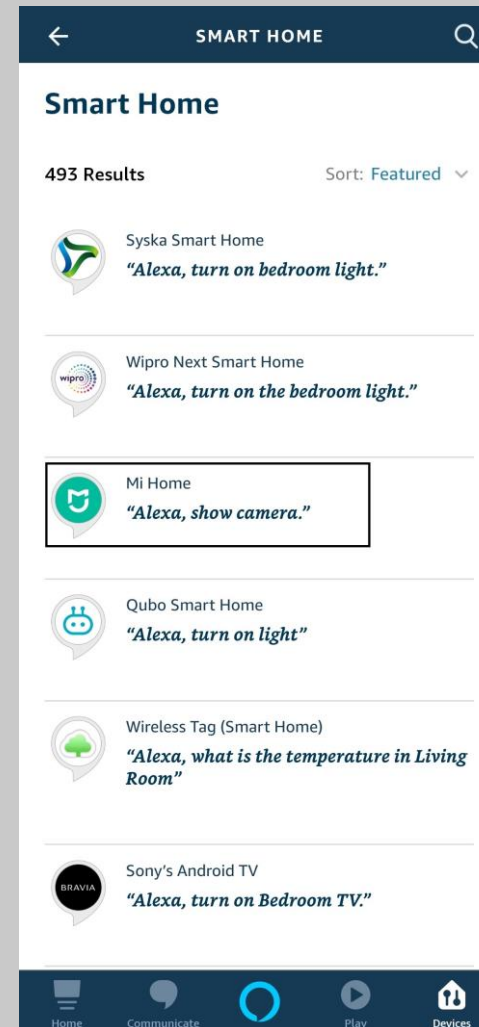 SMART HOME
Smart Home
493 Results
Sort: Featured
Syska Smart Home
“Alexa, turn on bedroom light.”
wipro
Wipro Next Smart Home
“Alexa, turn on the bedroom light.”
Mi Home
“Alexa, show camera.”
Qubo Smart Home
“Alexa, turn on light”
Wireless Tag (Smart Home)
“Alexa, what is the temperature in Living
Room”
BRAVIA
Sony’s Android TV
“Alexa, turn on Bedroom TV.”
Home
Communicate
Play
Devices